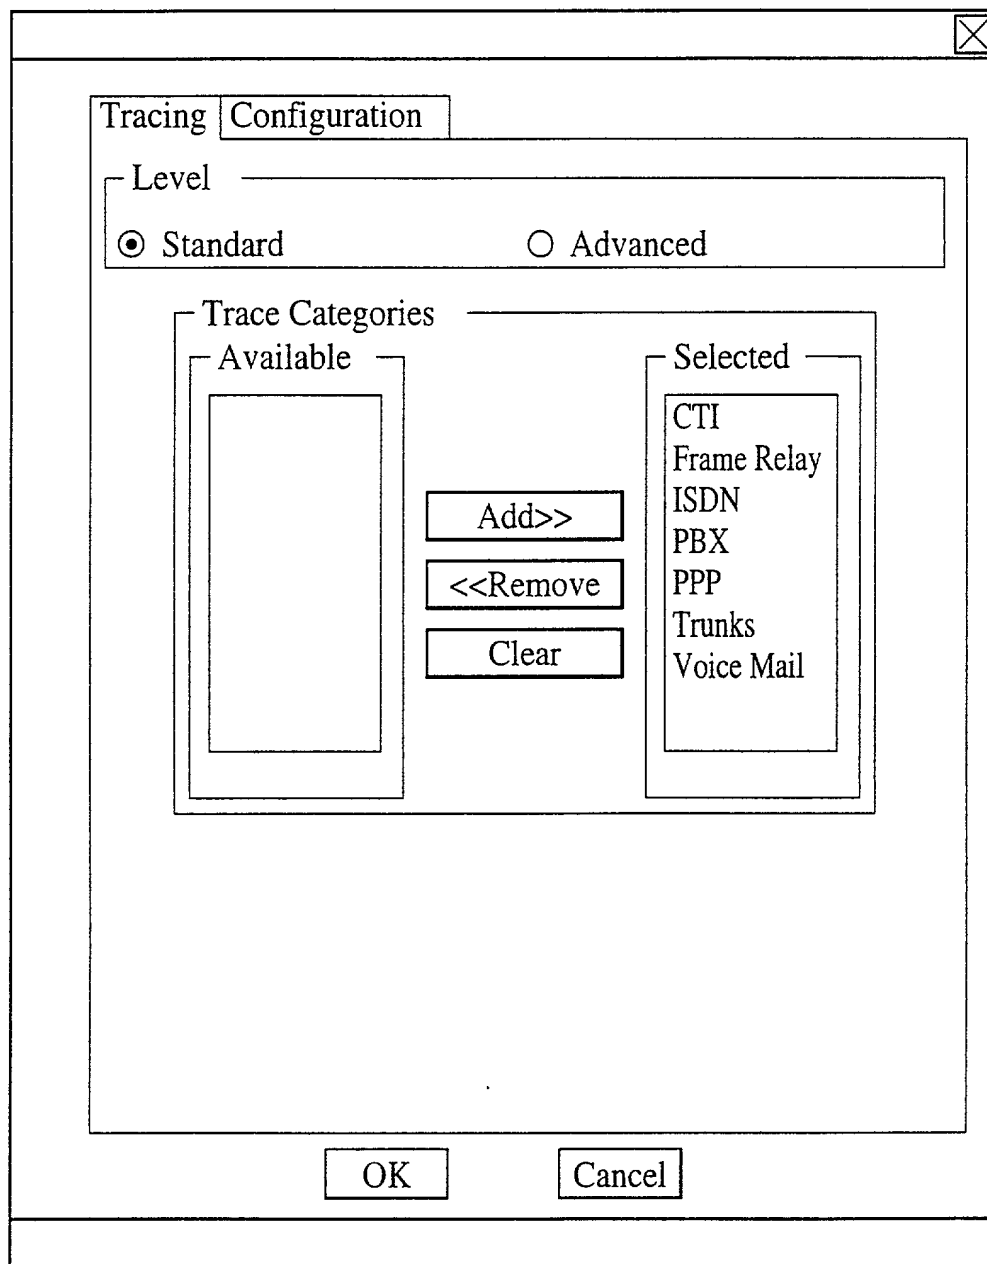 Tracing Configuration
Level
Standard Advanced
Trace Categories
Available
Selected
CTI
Frame Relay
ISDN
PBX
PPP
Trunks
Voice Mail
Add>>
<<Remove
Clear
OK Cancel